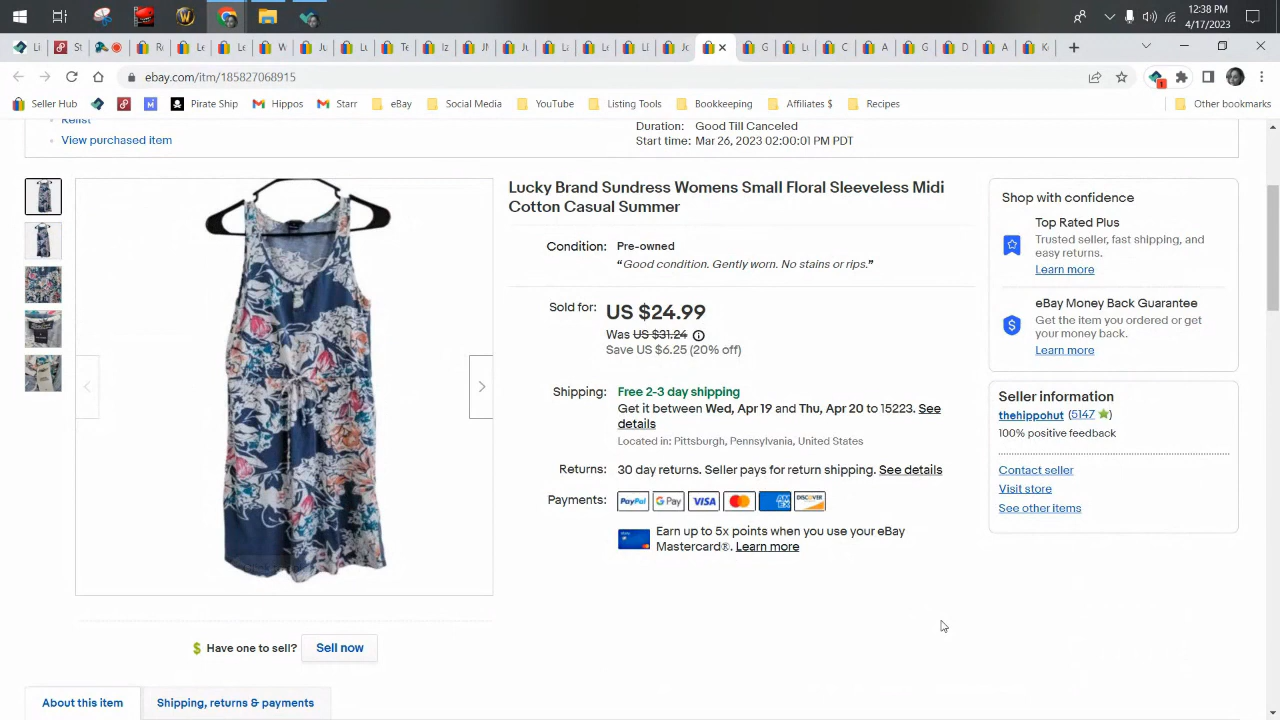 12:38 PM
4/17/2023
ebay.com/itm/185827068915
Seller Hub
Pirate Ship
Hippos
Starr
eBay
Social Media
YouTube
Listing Tools
Bookkeeping
Affiliates $
Recipes
Other bookmarks
Relist
View purchased item
Duration: Good Till Canceled
Start time: Mar 26, 2023 02:00:01 PM PDT
Lucky Brand Sundress Womens Small Floral Sleeveless Midi
Cotton Casual Summer
Condition: Pre-owned
“Good condition. Gently worn. No stains or rips.”
Sold for: US $24.99
Was US $31.24
Save US $6.25 (20% off)
Shipping: Free 2-3 day shipping
Get it between Wed, Apr 19 and Thu, Apr 20 to 15223. See
details
Located in: Pittsburgh, Pennsylvania, United States
Returns: 30 day returns. Seller pays for return shipping. See details
Payments: PayPal G Pay VISA DISCOVER
Earn up to 5x points when you use your eBay
Mastercard®. Learn more
Shop with confidence
Top Rated Plus
Trusted seller, fast shipping, and
easy returns.
Learn more
eBay Money Back Guarantee
Get the item you ordered or get
your money back.
Learn more
Seller information
thehippohut (5147)
100% positive feedback
Contact seller
Visit store
See other items
$ Have one to sell? Sell now
About this item
Shipping, returns & payments